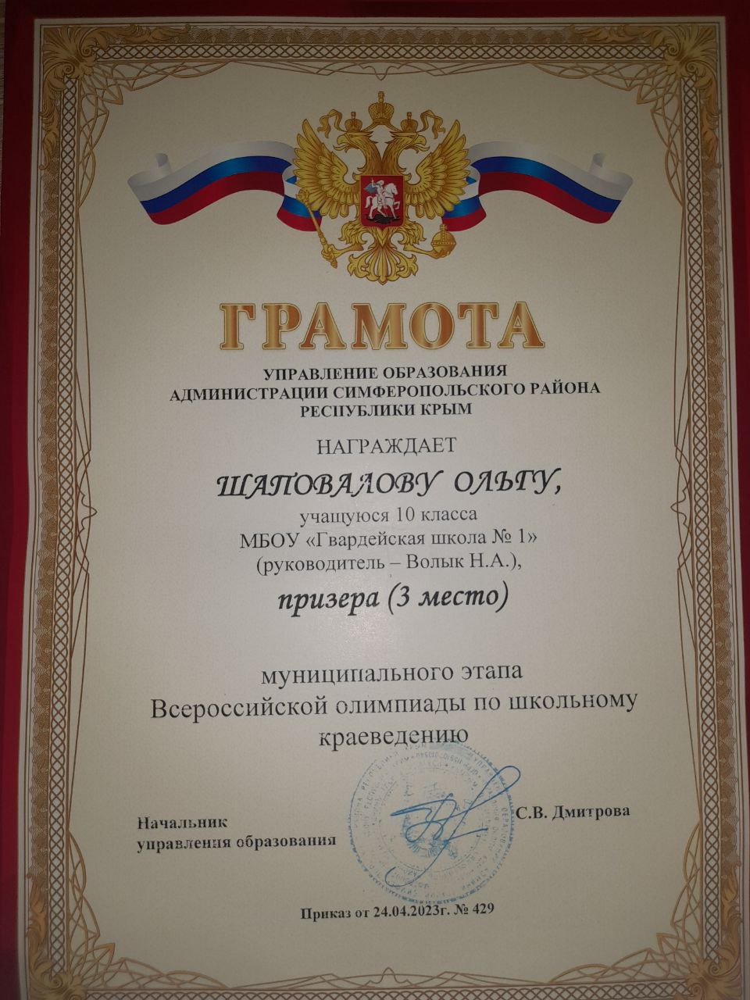 ГРАМОТА
УПРАВЛЕНИЕ ОБРАЗОВАНИЯ
АДМИНИСТРАЦИИ СИМФЕРОПОЛЬСКОГО РАЙОНА
РЕСПУБЛИКИ КРЫМ
НАГРАЖДАЕТ
ШАПОВАЛОВУ ОЛЬГУ,
учащуюся 10 класса
МБОУ «Гвардейская школа № 1»
(руководитель – Волык Н.А.),
призера (3 место)
муниципального этапа
Всероссийской олимпиады по школьному
краеведению
Начальник
управления образования
С.В. Дмитрова
Приказ от 24.04.2023г. № 429